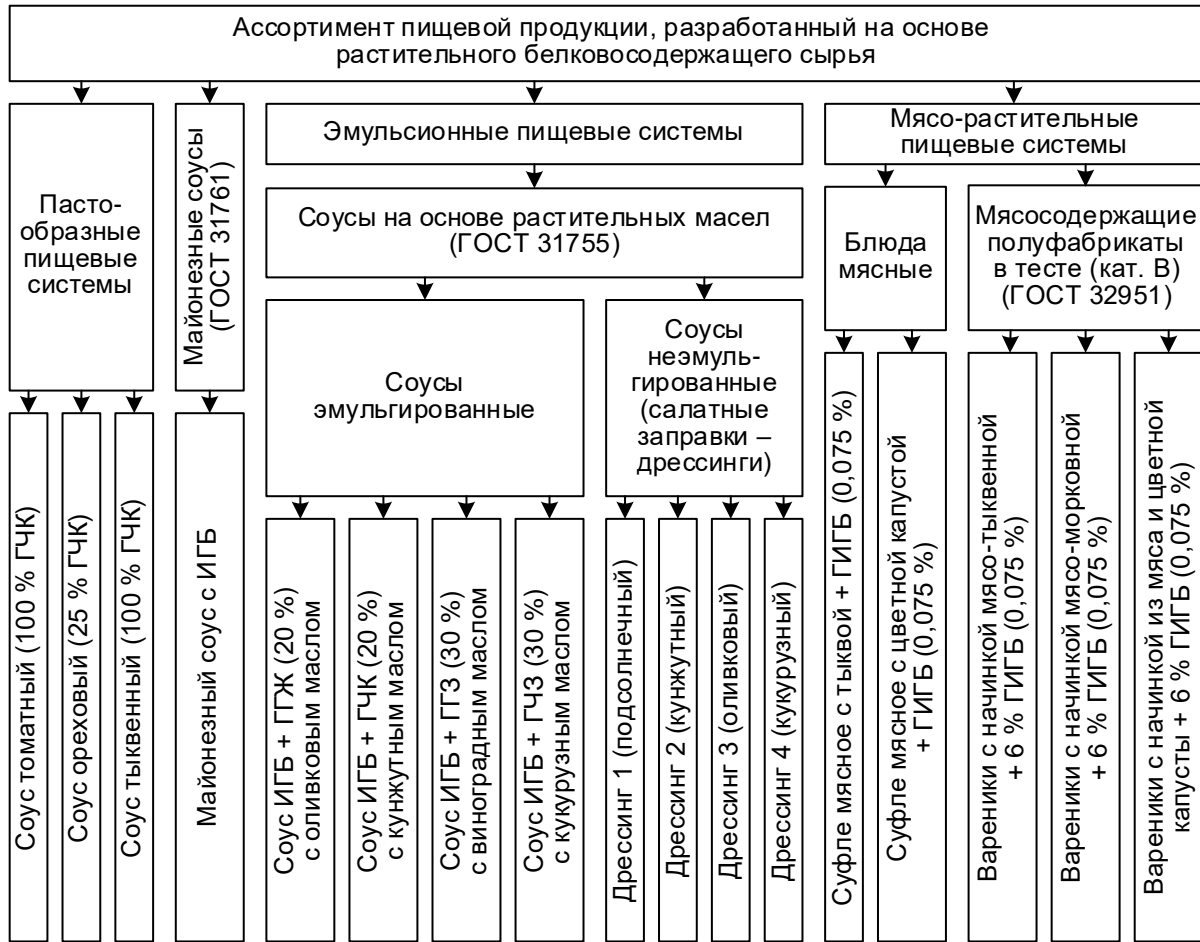 Ассортимент пищевой продукции, разработанный на основе
растительного белковосодержащего сырья
Пасто-
образные
пищевые
системы
Майонезные соусы
(ГОСТ 31761)
Эмульсионные пищевые системы
Соусы на основе растительных масел
(ГОСТ 31755)
Соусы
эмульгированные
Соусы
неэмуль-
гированные
(салатные
заправки –
дрессинги)
Мясо-растительные
пищевые системы
Блюда
мясные
Мясосодержащие
полуфабрикаты
в тесте (кат. В)
(ГОСТ 32951)
Соус томатный (100 % ГЧК)
Соус ореховый (25 % ГЧК)
Соус тыквенный (100 % ГЧК)
Майонезный соус с ИГБ
Соус ИГБ + ГГЖ (20 %)
с оливковым маслом
Соус ИГБ + ГЧК (20 %)
с кунжутным маслом
Соус ИГБ + ГГЗ (30 %)
с виноградным маслом
Соус ИГБ + ГЧЗ (30 %)
с кукурузным маслом
Дрессинг 1 (подсолнечный)
Дрессинг 2 (кунжутный)
Дрессинг 3 (оливковый)
Дрессинг 4 (кукурузный)
Суфле мясное с тыквой + ГИГБ (0,075 %)
Суфле мясное с цветной капустой
+ ГИГБ (0,075 %)
Вареники с начинкой мясо-тыквенной
+ 6 % ГИГБ (0,075 %)
Вареники с начинкой мясо-морковной
+ 6 % ГИГБ (0,075 %)
Вареники с начинкой из мяса и цветной
капусты + 6 % ГИГБ (0,075 %)